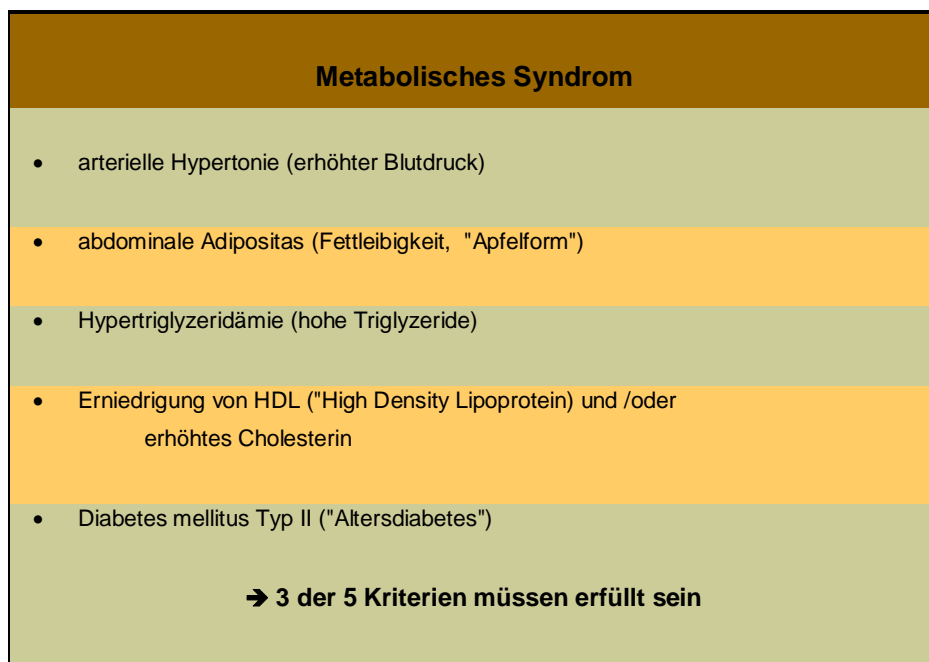 Metabolisches Syndrom
• arterielle Hypertonie (erhöhter Blutdruck)
• abdominale Adipositas (Fettleibigkeit, "Apfelform")
• Hypertriglyzeridämie (hohe Triglyzeride)
• Erniedrigung von HDL ("High Density Lipoprotein) und /oder
erhöhtes Cholesterin
• Diabetes mellitus Typ II ("Altersdiabetes")
➔ 3 der 5 Kriterien müssen erfüllt sein